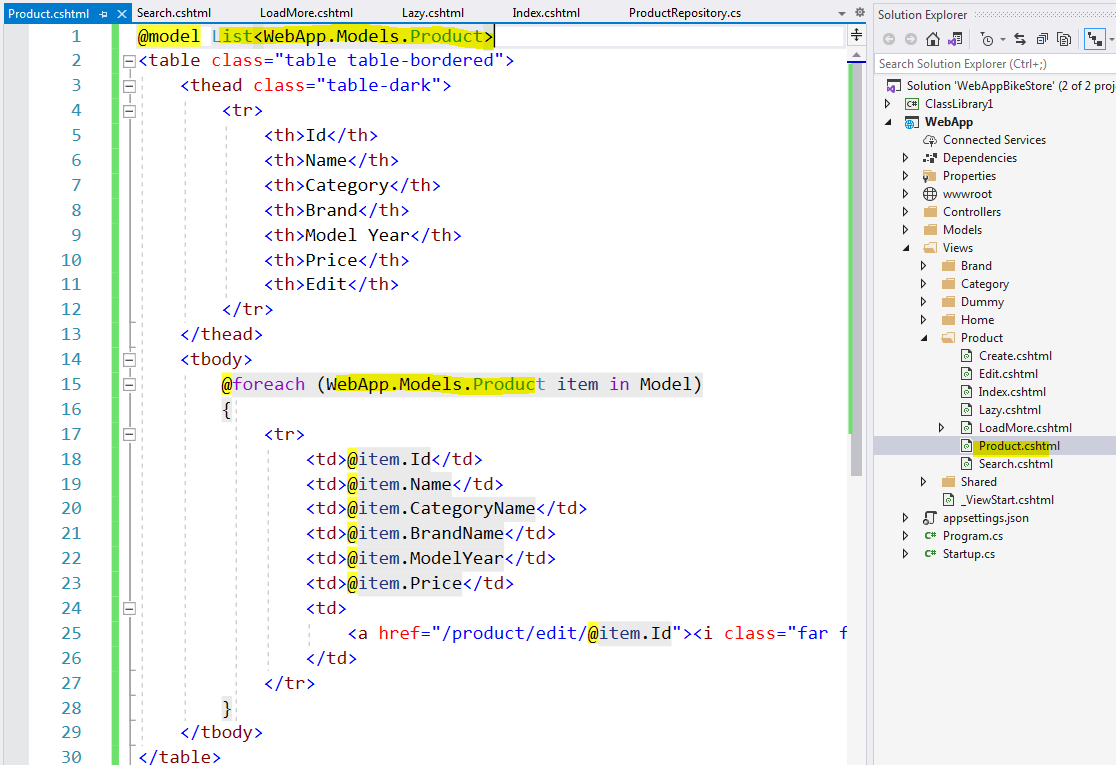 Product.cshtml Search.cshtml LoadMore.cshtml Lazy.cshtml Index.cshtml ProductRepository.cs
1 @model List<WebApp.Models.Product>
2 <table class="table table-bordered">
3 <thead class="table-dark">
4 <tr>
5 <th>Id</th>
6 <th>Name</th>
7 <th>Category</th>
8 <th>Brand</th>
9 <th>Model Year</th>
10 <th>Price</th>
11 <th>Edit</th>
12 </tr>
13 </thead>
14 <tbody>
15 @foreach (WebApp.Models.Product item in Model)
16 {
17 <tr>
18 <td>@item.Id</td>
19 <td>@item.Name</td>
20 <td>@item.CategoryName</td>
21 <td>@item.BrandName</td>
22 <td>@item.ModelYear</td>
23 <td>@item.Price</td>
24 <td>
25 <a href="/product/edit/@item.Id"><i class="far f
26 </td>
27 </tr>
28 }
29 </tbody>
30 </table>
Solution Explorer
Search Solution Explorer (Ctrl+;)
Solution 'WebAppBikeStore' (2 of 2 proj
C# ClassLibrary1
WebApp
Connected Services
Dependencies
Properties
wwwroot
Controllers
Models
Views
Brand
Category
Dummy
Home
Product
Create.cshtml
Edit.cshtml
Index.cshtml
Lazy.cshtml
LoadMore.cshtml
Product.cshtml
Search.cshtml
Shared
_ViewStart.cshtml
appsettings.json
C# Program.cs
C# Startup.cs